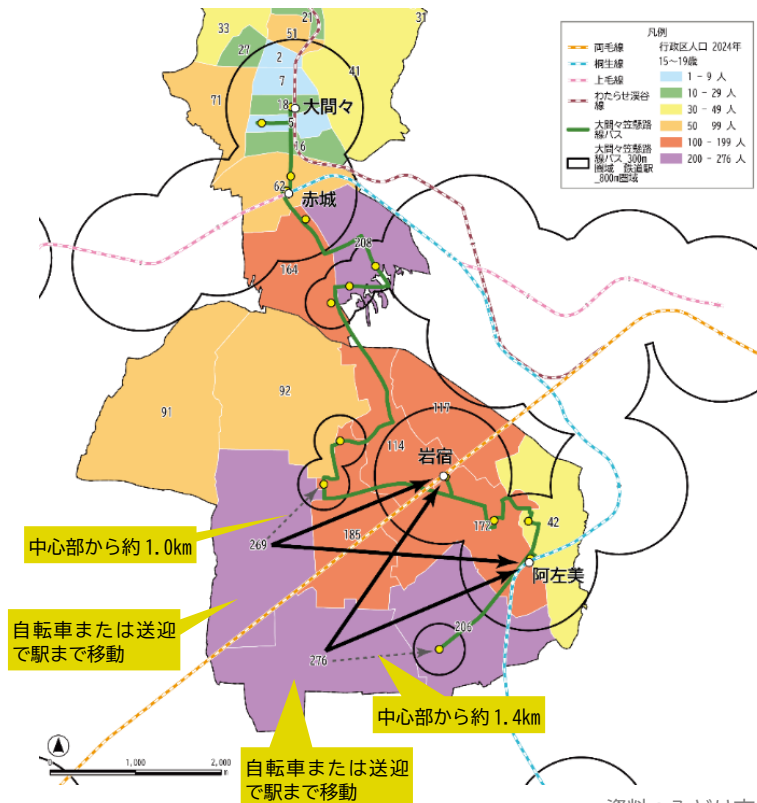 凡例
両毛線
桐生線
上毛線
わたらせ渓谷
線
大間々笠懸路
線バス
大間々笠懸路
線バス_300m
圏域 鉄道駅
_800m圏域
行政区人口 2024年
15～19歳
1 - 9 人
10 - 29 人
30 - 49 人
50 99 人
100 - 199 人
200 - 276 人
21
31
33
51
27
2
41
7
71
18
大間々
5
6
62
赤城
208
164
92
91
117
114
岩宿
172
42
185
269
阿左美
206
276
中心部から約1.0km
自転車または送迎
で駅まで移動
中心部から約1.4km
自転車または送迎
で駅まで移動
0
1,000
2,000
m